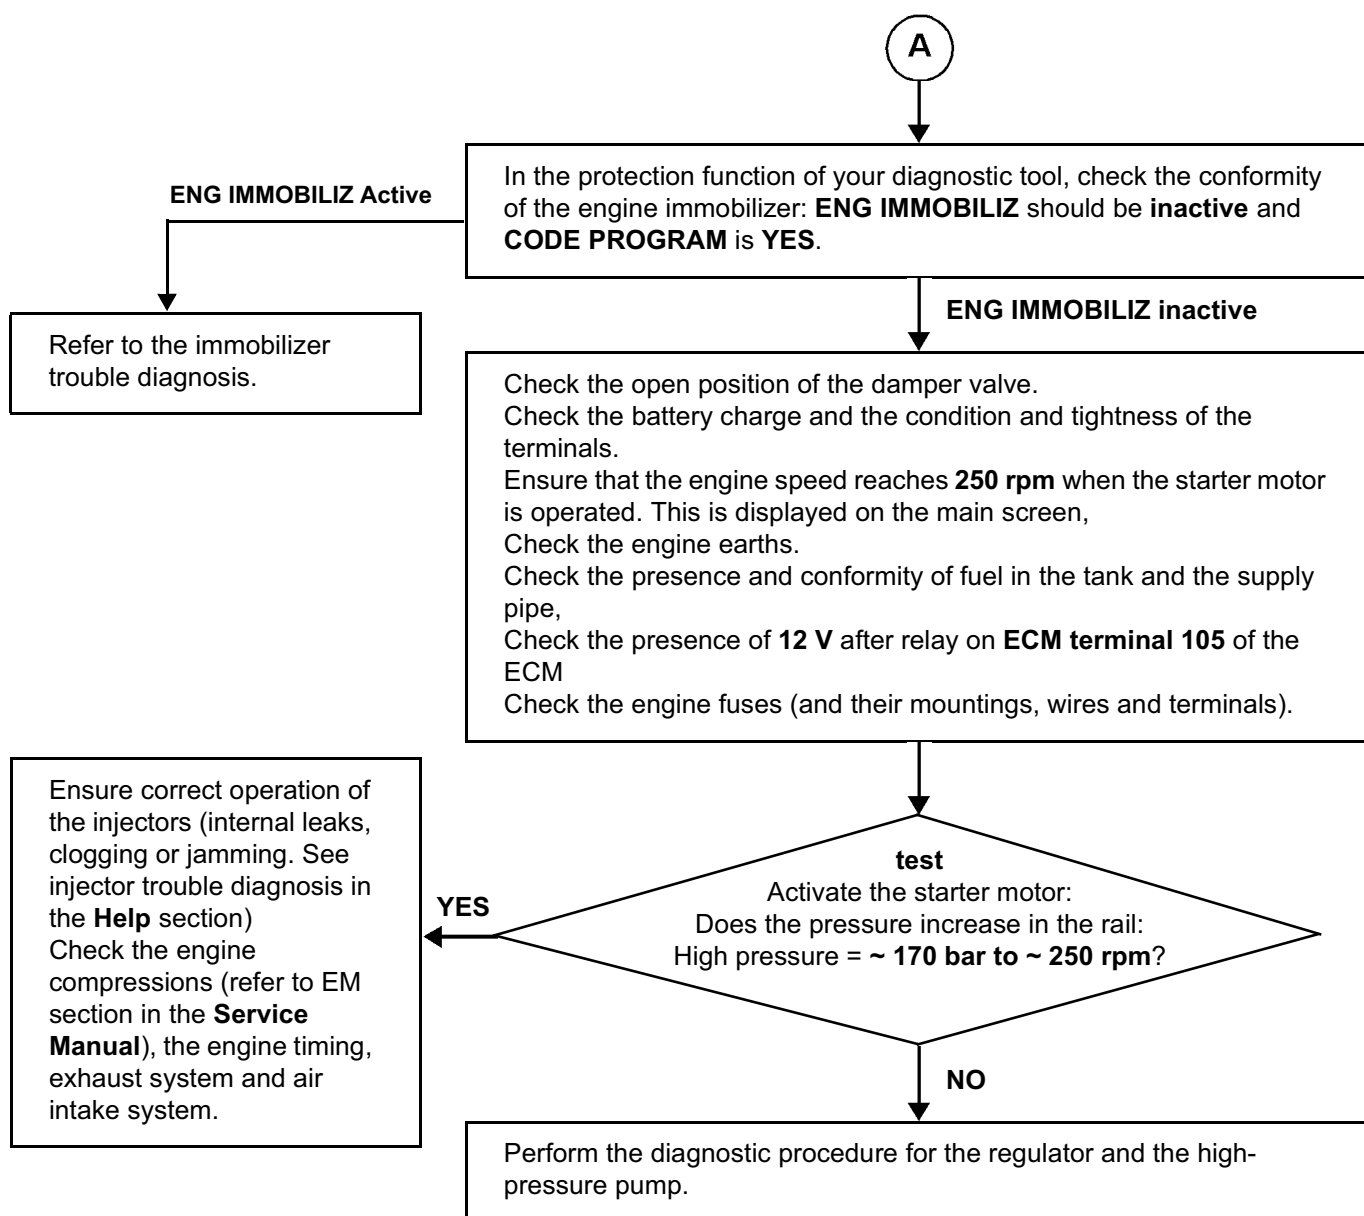 A
In the protection function of your diagnostic tool, check the conformity
of the engine immobilizer: ENG IMMOBILIZ should be inactive and
CODE PROGRAM is YES.
ENG IMMOBILIZ Active
Refer to the immobilizer
trouble diagnosis.
ENG IMMOBILIZ inactive
Check the open position of the damper valve.
Check the battery charge and the condition and tightness of the
terminals.
Ensure that the engine speed reaches 250 rpm when the starter motor
is operated. This is displayed on the main screen,
Check the engine earths.
Check the presence and conformity of fuel in the tank and the supply
pipe,
Check the presence of 12 V after relay on ECM terminal 105 of the
ECM
Check the engine fuses (and their mountings, wires and terminals).
test
Activate the starter motor:
Does the pressure increase in the rail:
High pressure = ~ 170 bar to ~ 250 rpm?
YES
Ensure correct operation of
the injectors (internal leaks,
clogging or jamming. See
injector trouble diagnosis in
the Help section)
Check the engine
compressions (refer to EM
section in the Service
Manual), the engine timing,
exhaust system and air
intake system.
NO
Perform the diagnostic procedure for the regulator and the high-
pressure pump.